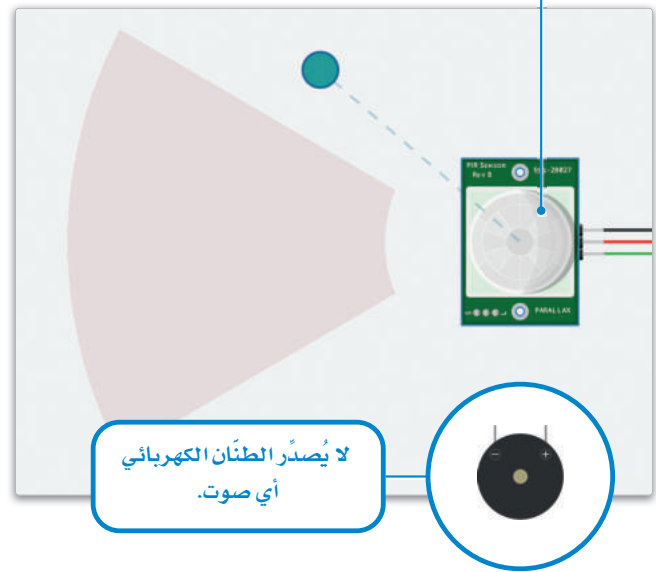 PIR Sensor
Rev B
555-28027
PARALLAX
لا يُصدِر الطنّان الكهربائي
أي صوت.
- +